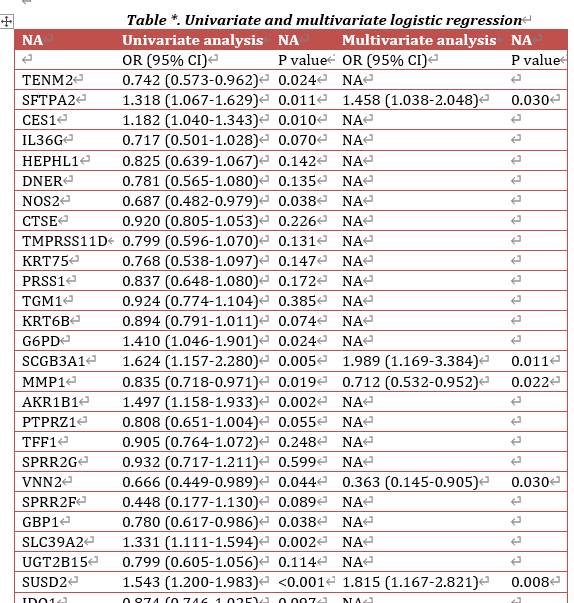 Table *. Univariate and multivariate logistic regression
NA Univariate analysis NA Multivariate analysis NA
OR (95% CI) P value OR (95% CI) P value
TENM2 0.742 (0.573-0.962) 0.024 NA
SFTPA2 1.318 (1.067-1.629) 0.011 1.458 (1.038-2.048) 0.030
CES1 1.182 (1.040-1.343) 0.010 NA
IL36G 0.717 (0.501-1.028) 0.070 NA
HEPHL1 0.825 (0.639-1.067) 0.142 NA
DNER 0.781 (0.565-1.080) 0.135 NA
NOS2 0.687 (0.482-0.979) 0.038 NA
CTSE 0.920 (0.805-1.053) 0.226 NA
TMPRSS11D 0.799 (0.596-1.070) 0.131 NA
KRT75 0.768 (0.538-1.097) 0.147 NA
PRSS1 0.837 (0.648-1.080) 0.172 NA
TGM1 0.924 (0.774-1.104) 0.385 NA
KRT6B 0.894 (0.791-1.011) 0.074 NA
G6PD 1.410 (1.046-1.901) 0.024 NA
SCGB3A1 1.624 (1.157-2.280) 0.005 1.989 (1.169-3.384) 0.011
MMP1 0.835 (0.718-0.971) 0.019 0.712 (0.532-0.952) 0.022
AKR1B1 1.497 (1.158-1.933) 0.002 NA
PTPRZ1 0.808 (0.651-1.004) 0.055 NA
TFF1 0.905 (0.764-1.072) 0.248 NA
SPRR2G 0.932 (0.717-1.211) 0.599 NA
VNN2 0.666 (0.449-0.989) 0.044 0.363 (0.145-0.905) 0.030
SPRR2F 0.448 (0.177-1.130) 0.089 NA
GBP1 0.780 (0.617-0.986) 0.038 NA
SLC39A2 1.331 (1.111-1.594) 0.002 NA
UGT2B15 0.799 (0.605-1.056) 0.114 NA
SUSD2 1.543 (1.200-1.983) <0.001 1.815 (1.167-2.821) 0.008
IDO1 0.874 (0.746-1.025) 0.097 NA